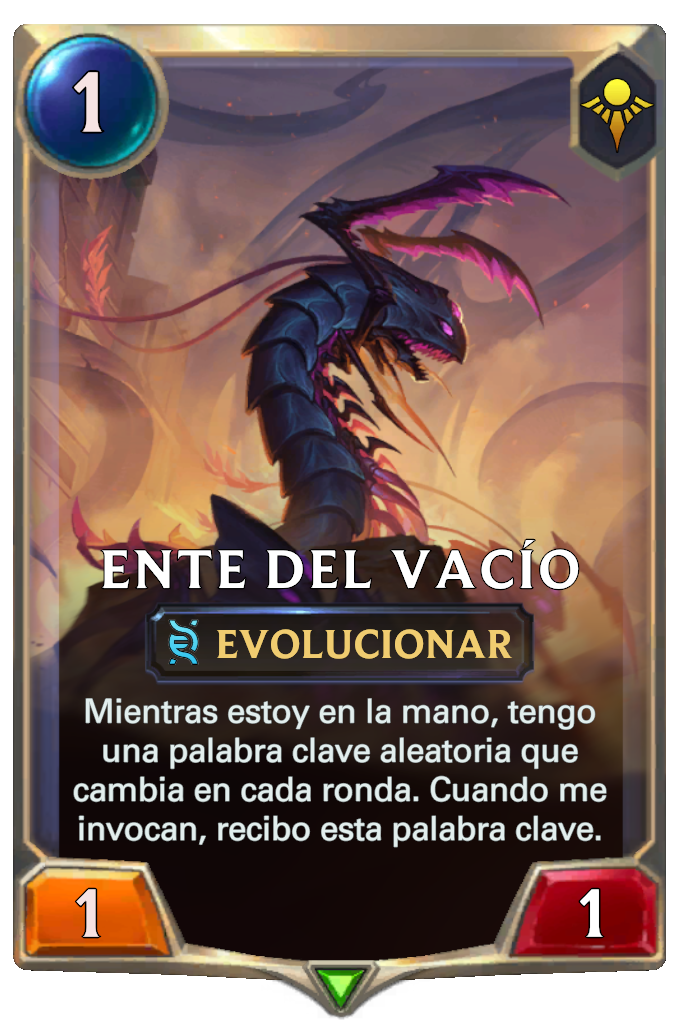 1
ENTE DEL VACÍO
EVOLUCIONAR
Mientras estoy en la mano, tengo
una palabra clave aleatoria que
cambia en cada ronda. Cuando me
invocan, recibo esta palabra clave.
1
1